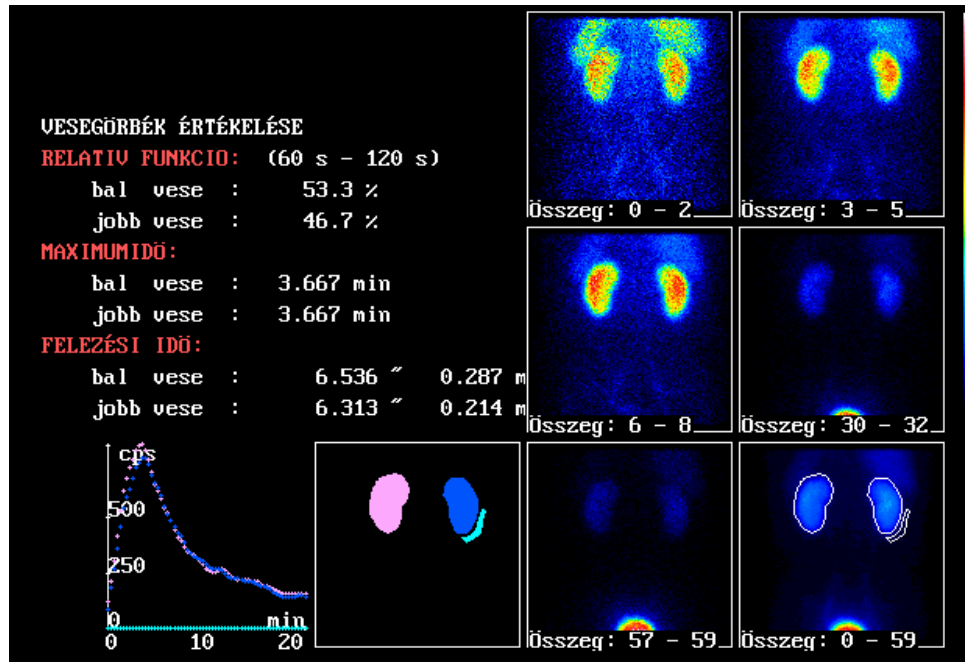 VESEGÖRBÉK ÉRTÉKELÉSE
RELATIV FUNKCIO: (60 s - 120 s)
bal vese : 53.3 %
jobb vese : 46.7 %
MAXIMUMIDÖ:
bal vese : 3.667 min
jobb vese : 3.667 min
FELEZÉSI IDÖ:
bal vese : 6.536 " 0.287 m
jobb vese : 6.313 " 0.214 m
cps
500
250
0
min
0 10 20
Összeg: 0 - 2
Összeg: 3 - 5
Összeg: 6 - 8
Összeg: 30 - 32
Összeg: 57 - 59
Összeg: 0 - 59